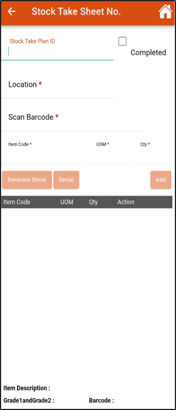 Stock Take Sheet No.
Stock Take Plan ID
Completed
Location *
Scan Barcode *
Item Code * UOM * Qty *
Generate Stock Serial Add
Item Code UOM Qty Action
Item Description :
Grade1andGrade2 : Barcode :